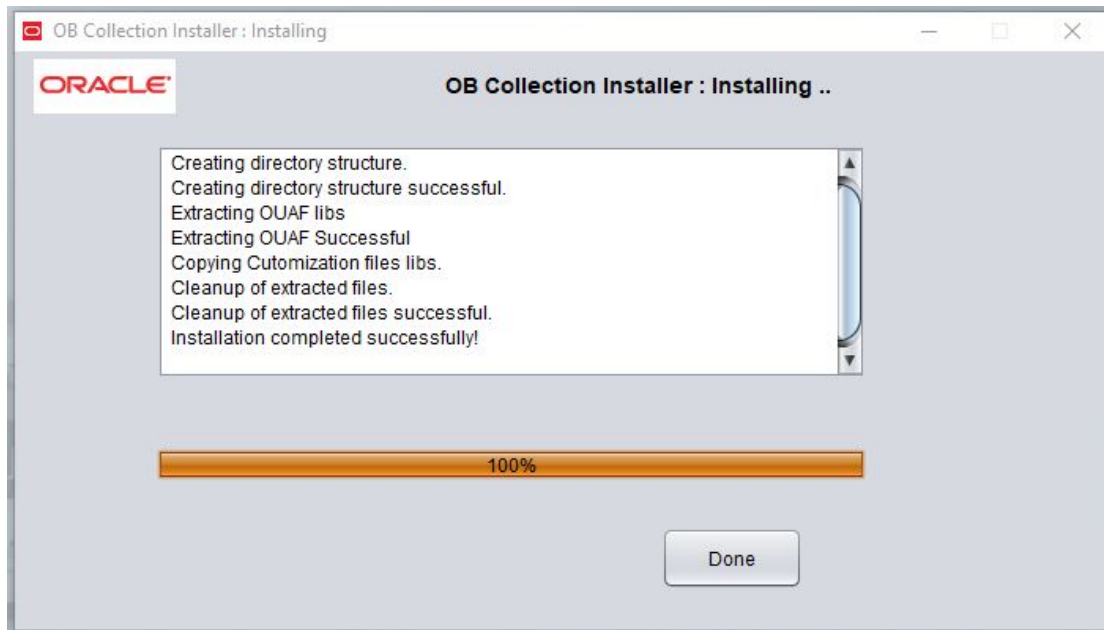 OB Collection Installer : Installing
ORACLE
OB Collection Installer : Installing ..
Creating directory structure.
Creating directory structure successful.
Extracting OUAF libs
Extracting OUAF Successful
Copying Cutomization files libs.
Cleanup of extracted files.
Cleanup of extracted files successful.
Installation completed successfully!
100%
Done